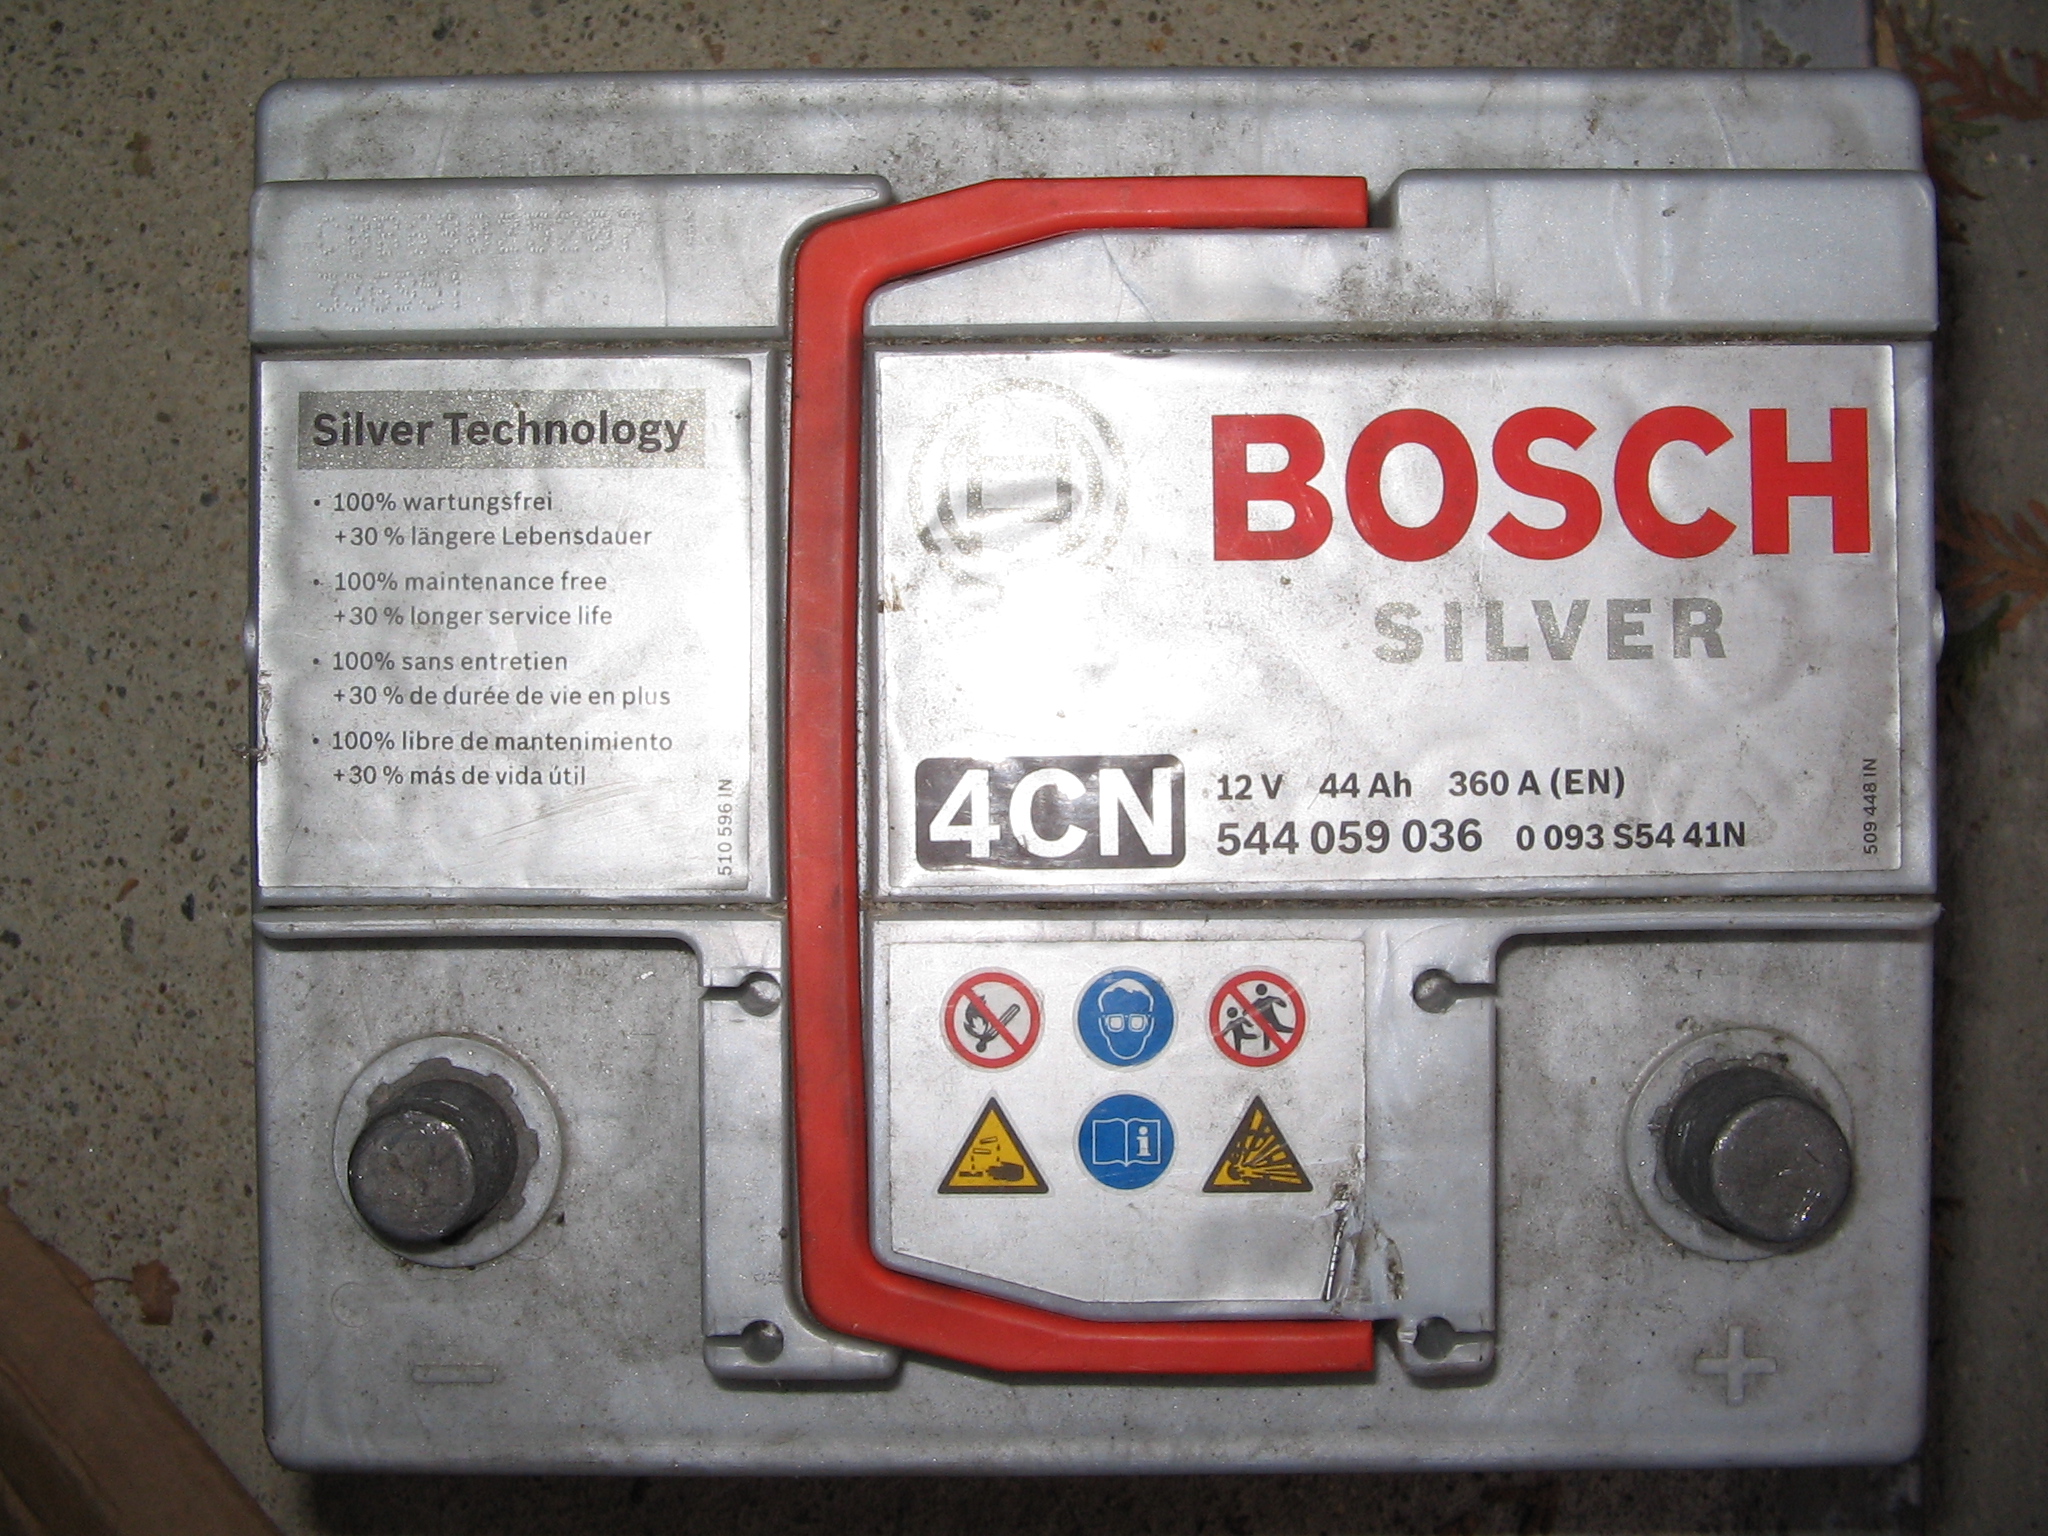 Silver Technology
• 100% wartungsfrei
+30 % längere Lebensdauer
• 100% maintenance free
+30 % longer service life
• 100% sans entretien
+30 % de durée de vie en plus
• 100% libre de mantenimiento
+30 % más de vida útil
510 596 IN
BOSCH
SILVER
4CN
12 V 44 Ah 360 A (EN)
544 059 036 0 093 S54 41N
509 448 IN
− +